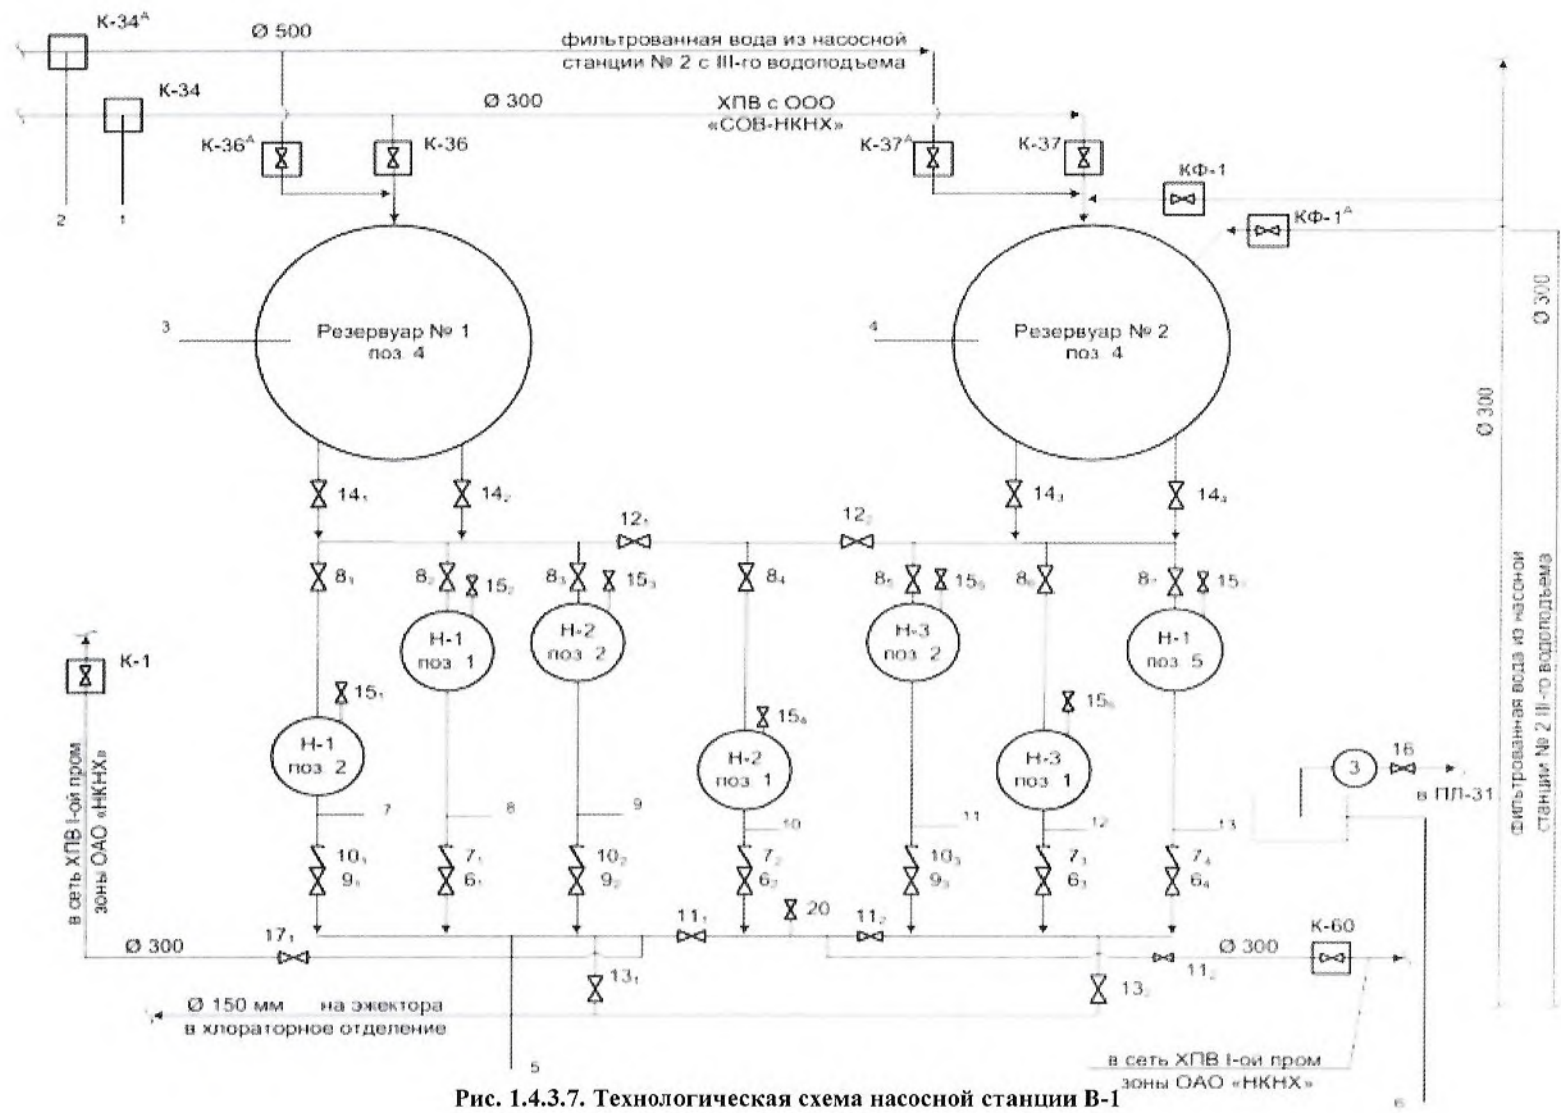 К-34ᴬ
Ø 500
фильтрованная вода из насосной
станции № 2 с III-го водоподъема
К-34
Ø 300
ХПВ с ООО
«СОВ-НКНХ»
К-36ᴬ
К-36
К-37ᴬ
К-37
КФ-1
КФ-1ᴬ
2
1
3
Резервуар № 1
поз. 4
4
Резервуар № 2
поз. 4
Ø 300
Ø 300
фильтрованная вода из насосной
станции № 2 III-го водоподъема
14₁
14₂
14₃
14₄
12₁
12₂
8₁
8₂
15₂
8₃
15₃
8₄
8₅
15₅
8₆
8₇
15₇
К-1
Н-1
поз 1
Н-2
поз. 2
Н-3
поз 2
Н-1
поз 5
15₁
15₄
15₆
Н-1
поз. 2
Н-2
поз 1
Н-3
поз 1
3
16
в ПЛ-31
в сеть ХПВ I-ой пром
зоны ОАО «НКНХ»
7
8
9
10
11
12
13
10₁
9₁
7₁
6₁
10₂
9₂
7₂
6₂
10₃
9₃
7₃
6₃
7₄
6₄
Ø 300
17₁
11₁
20
11₂
Ø 300
К-60
11₂
13₁
13₂
Ø 150 мм на эжектора
в хлораторное отделение
5
в сеть ХПВ I-ой пром
зоны ОАО «НКНХ»
6
Рис. 1.4.3.7. Технологическая схема насосной станции В-1